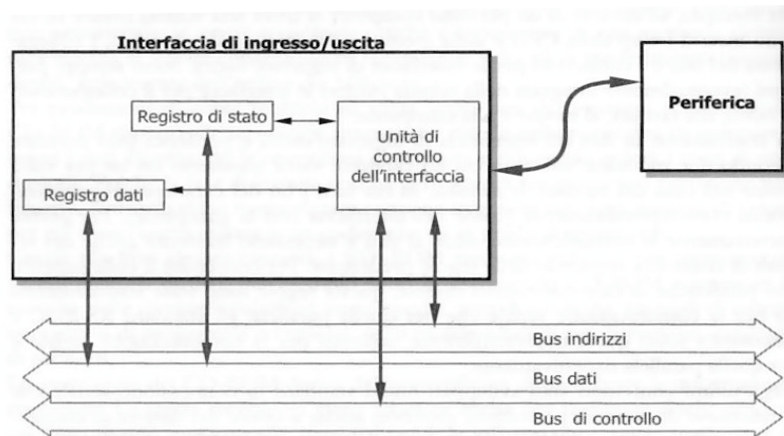 Interfaccia di ingresso/uscita
Registro di stato
Unità di
controllo
dell'interfaccia
Registro dati
Periferica
Bus indirizzi
Bus dati
Bus di controllo